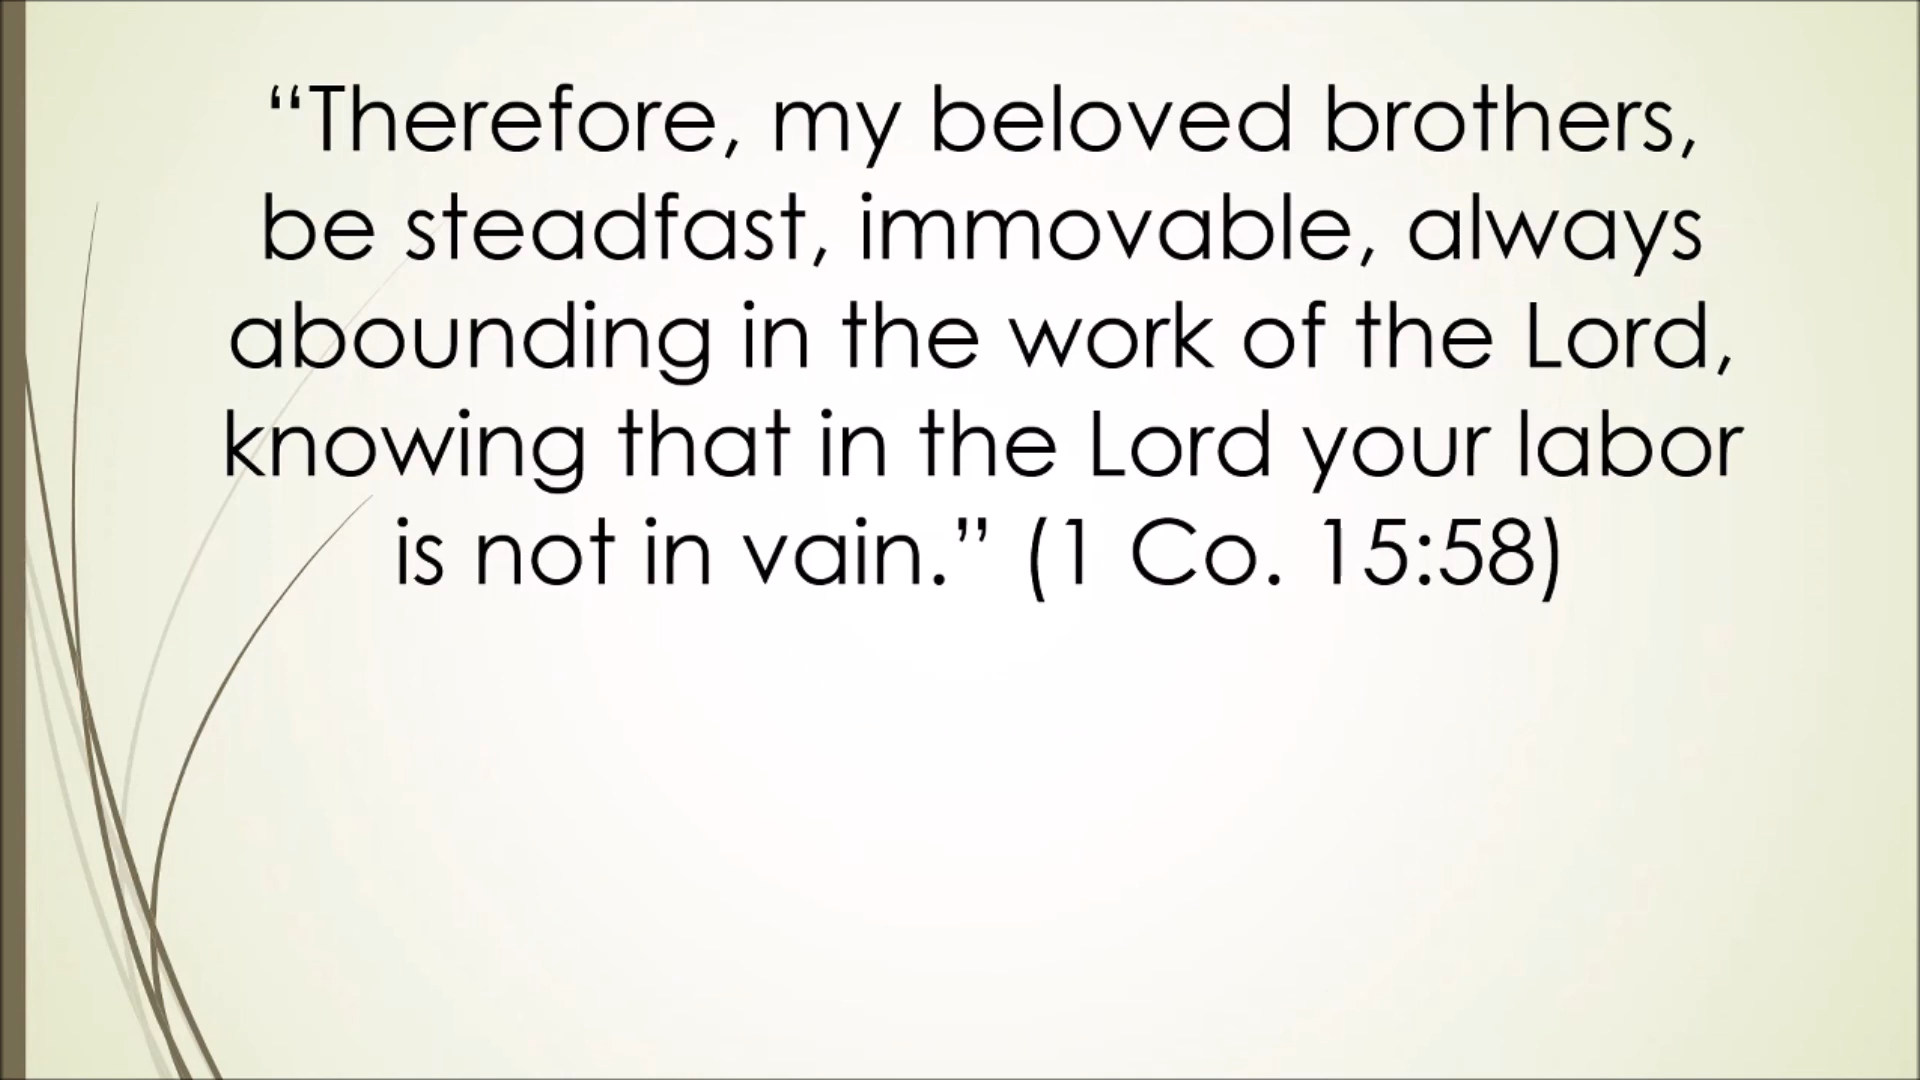 “Therefore, my beloved brothers,
be steadfast, immovable, always
abounding in the work of the Lord,
knowing that in the Lord your labor
is not in vain.” (1 Co. 15:58)